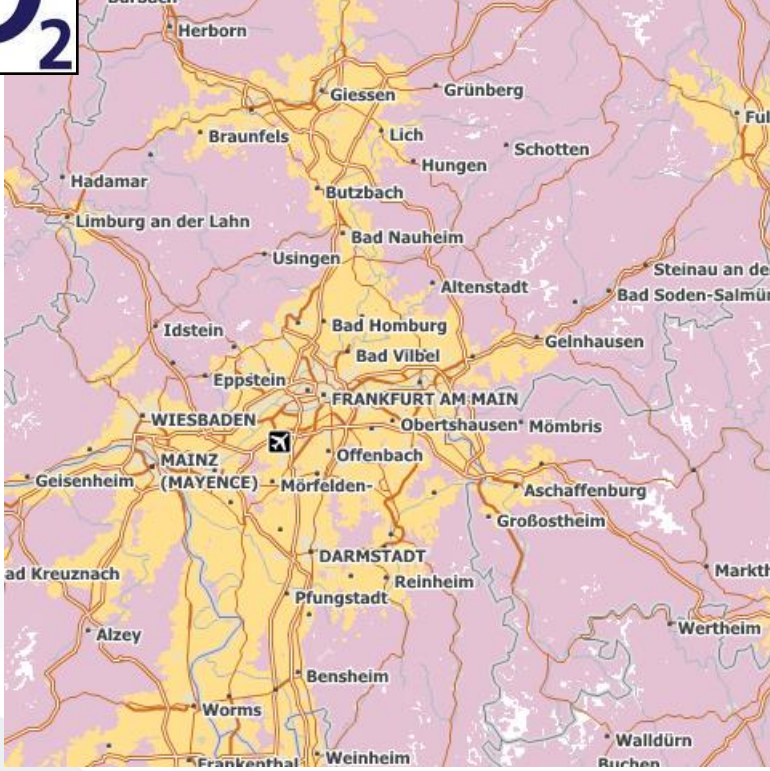 Burbach
O2
Herborn
Giessen
Grünberg
Ful
Braunfels
Lich
Schotten
Hungen
Hadamar
Butzbach
Limburg an der Lahn
Bad Nauheim
Usingen
Steinau an de
Altenstadt
Bad Soden-Salmün
Idstein
Bad Homburg
Gelnhausen
Bad Vilbel
Eppstein
FRANKFURT AM MAIN
WIESBADEN
Obertshausen
Mömbris
MAINZ
(MAYENCE)
Offenbach
Geisenheim
Mörfelden-
Aschaffenburg
Großostheim
DARMSTADT
ad Kreuznach
Reinheim
Markth
Pfungstadt
Alzey
Wertheim
Bensheim
Worms
Walldürn
Frankenthal
Weinheim
Buchen